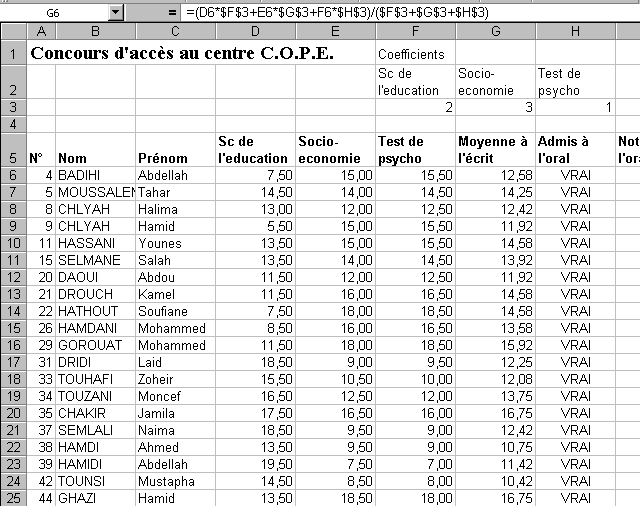 G6 = =(D6*$F$3+E6*$G$3+F6*$H$3)/($F$3+$G$3+$H$3)
A B C D E F G H
1 Concours d'accès au centre C.O.P.E. Coefficients
Sc de Socio- Test de
2 l'education economie psycho
3 2 3 1
4
Sc de Socio- Test de Moyenne à Admis à Not
5 N° Nom Prénom l'education economie psycho l'écrit l'oral l'ora
6 4 BADIHI Abdellah 7,50 15,00 15,50 12,58 VRAI
7 5 MOUSSALEM Tahar 14,50 14,50 14,50 14,25 VRAI
8 8 CHLYAH Halima 13,00 12,00 12,50 12,42 VRAI
9 9 CHLYAH Hamid 5,50 15,00 15,50 11,92 VRAI
10 11 HASSANI Younes 13,50 15,00 15,50 14,58 VRAI
11 15 SELMANE Salah 13,50 14,00 14,50 13,92 VRAI
12 20 DAOUI Abdou 11,50 12,00 12,50 11,92 VRAI
13 21 DROUCH Kamel 11,50 16,00 16,50 14,58 VRAI
14 22 HATHOUT Soufiane 7,50 18,00 18,50 14,58 VRAI
15 26 HAMDANI Mohammed 8,50 16,00 16,50 13,58 VRAI
16 29 GOROUAT Mohammed 11,50 18,00 18,50 15,92 VRAI
17 31 DRIDI Laid 18,50 9,00 9,50 12,25 VRAI
18 33 TOUHAFI Zoheir 15,50 10,50 10,00 12,08 VRAI
19 34 TOUZANI Moncef 16,50 12,50 12,00 13,75 VRAI
20 35 CHAKIR Jamila 17,50 16,50 16,00 16,75 VRAI
21 37 SEMLALI Naima 18,50 9,50 9,00 12,42 VRAI
22 38 HAMDI Ahmed 13,50 9,50 9,00 10,75 VRAI
23 39 HAMIDI Abdellah 19,50 7,50 7,00 11,42 VRAI
24 42 TOUNSI Mustapha 14,50 8,50 8,00 10,42 VRAI
25 44 GHAZI Hamid 13,50 18,50 18,00 16,75 VRAI